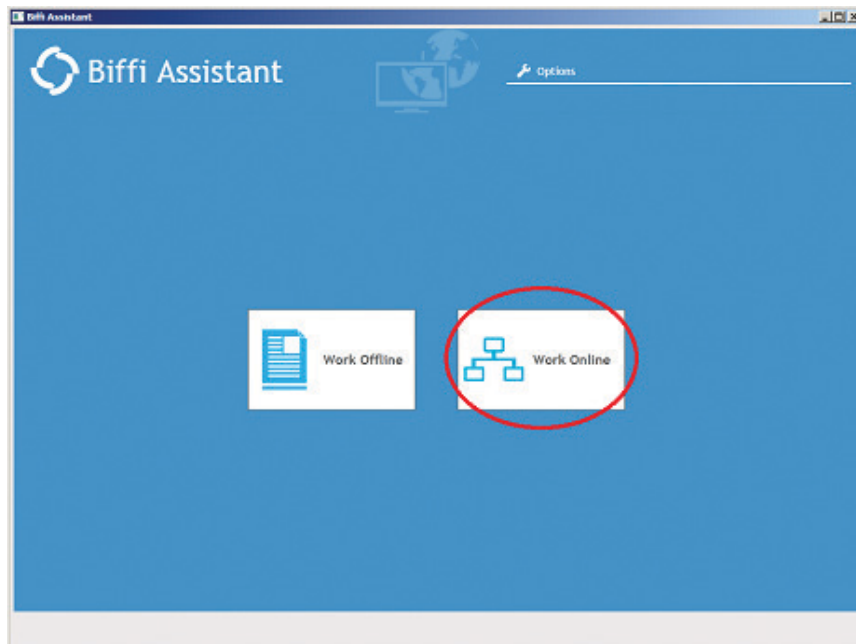 Biffi Assistant
Biffi Assistant
Options
Work Offline
Work Online